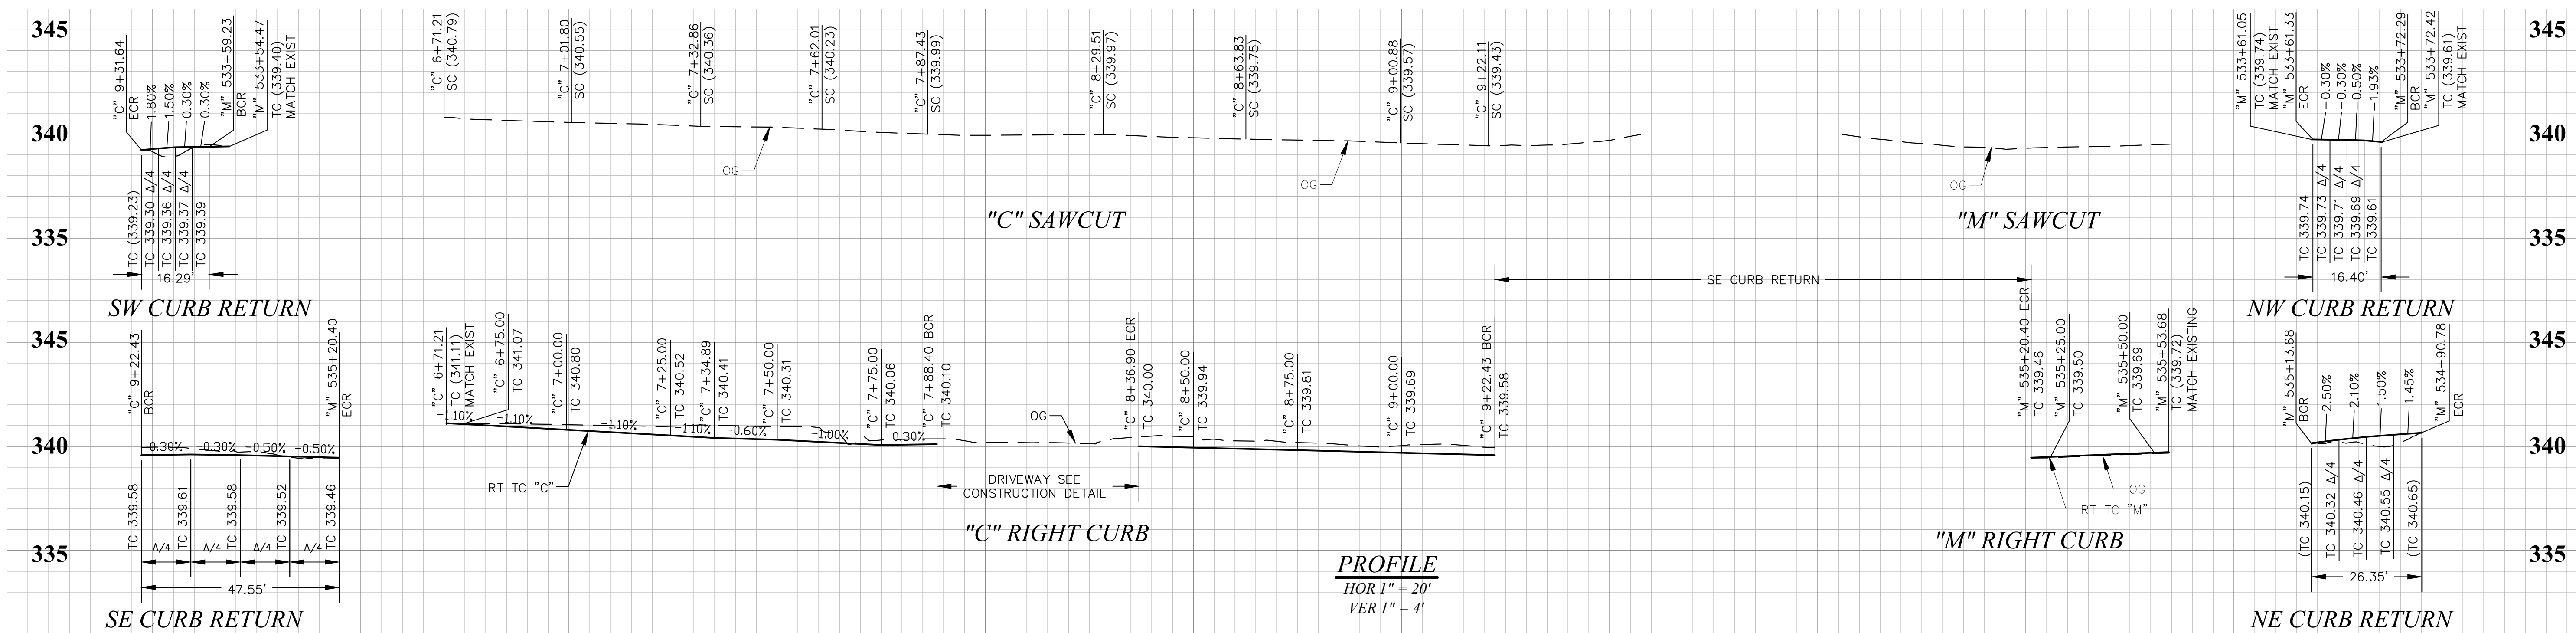 345
340
335
"C" 9+31.64
ECR
1.80%
1.50%
0.30%
0.30%
"M" 533+59.23
BCR
"M" 533+54.47
TC (339.40)
MATCH EXIST
TC (339.23)
TC 339.30 Δ/4
TC 339.36 Δ/4
TC 339.37 Δ/4
TC 339.39
16.29'
SW CURB RETURN
"C" 6+71.21
SC (340.79)
"C" 7+01.80
SC (340.55)
"C" 7+32.86
SC (340.36)
"C" 7+62.01
SC (340.23)
"C" 7+87.43
SC (339.99)
"C" 8+29.51
SC (339.97)
"C" 8+63.83
SC (339.75)
"C" 9+00.88
SC (339.57)
"C" 9+22.11
SC (339.43)
OG
OG
OG
"C" SAWCUT
"M" SAWCUT
"M" 533+61.05
TC (339.74)
MATCH EXIST
"M" 533+61.33
ECR
-0.30%
-0.30%
-0.50%
-1.93%
"M" 533+72.29
BCR
"M" 533+72.42
TC (339.61)
MATCH EXIST
TC 339.74
TC 339.73 Δ/4
TC 339.71 Δ/4
TC 339.69 Δ/4
TC 339.61
16.40'
NW CURB RETURN
345
340
335
345
340
335
"C" 9+22.43
BCR
"M" 535+20.40
ECR
0.30%
-0.30%
-0.50%
-0.50%
TC 339.58
TC 339.61
TC 339.58
TC 339.52
TC 339.46
Δ/4
Δ/4
Δ/4
Δ/4
47.55'
SE CURB RETURN
"C" 6+71.21
TC (341.11)
MATCH EXIST
"C" 6+75.00
TC 341.07
"C" 7+00.00
TC 340.80
"C" 7+25.00
TC 340.52
"C" 7+34.89
TC 340.41
"C" 7+50.00
TC 340.31
"C" 7+75.00
TC 340.06
"C" 7+88.40 BCR
TC 340.10
"C" 8+36.90 ECR
TC 340.00
"C" 8+50.00
TC 339.94
"C" 8+75.00
TC 339.81
"C" 9+00.00
TC 339.69
"C" 9+22.43 BCR
TC 339.58
-1.10%
-1.10%
-1.10%
-1.10%
-0.60%
-1.00%
0.30%
RT TC "C"
OG
DRIVEWAY SEE
CONSTRUCTION DETAIL
"C" RIGHT CURB
SE CURB RETURN
"M" 535+20.40 ECR
TC 339.46
"M" 535+25.00
TC 339.50
"M" 535+50.00
TC 339.69
"M" 535+53.68
TC (339.72)
MATCH EXISTING
OG
RT TC "M"
"M" RIGHT CURB
PROFILE
HOR 1" = 20'
VER 1" = 4'
"M" 535+13.68
BCR
2.50%
2.10%
1.50%
1.45%
"M" 534+90.78
ECR
(TC 340.15)
TC 340.32 Δ/4
TC 340.46 Δ/4
TC 340.55 Δ/4
(TC 340.65)
26.35'
NE CURB RETURN
345
340
335